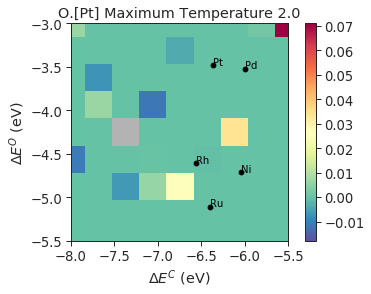 O.[Pt] Maximum Temperature 2.0
ΔE^O (eV)
−3.0
−3.5
−4.0
−4.5
−5.0
−5.5
Pt
Pd
Rh
Ni
Ru
−8.0 −7.5 −7.0 −6.5 −6.0 −5.5
ΔE^C (eV)
0.07
0.06
0.05
0.04
0.03
0.02
0.01
0.00
−0.01